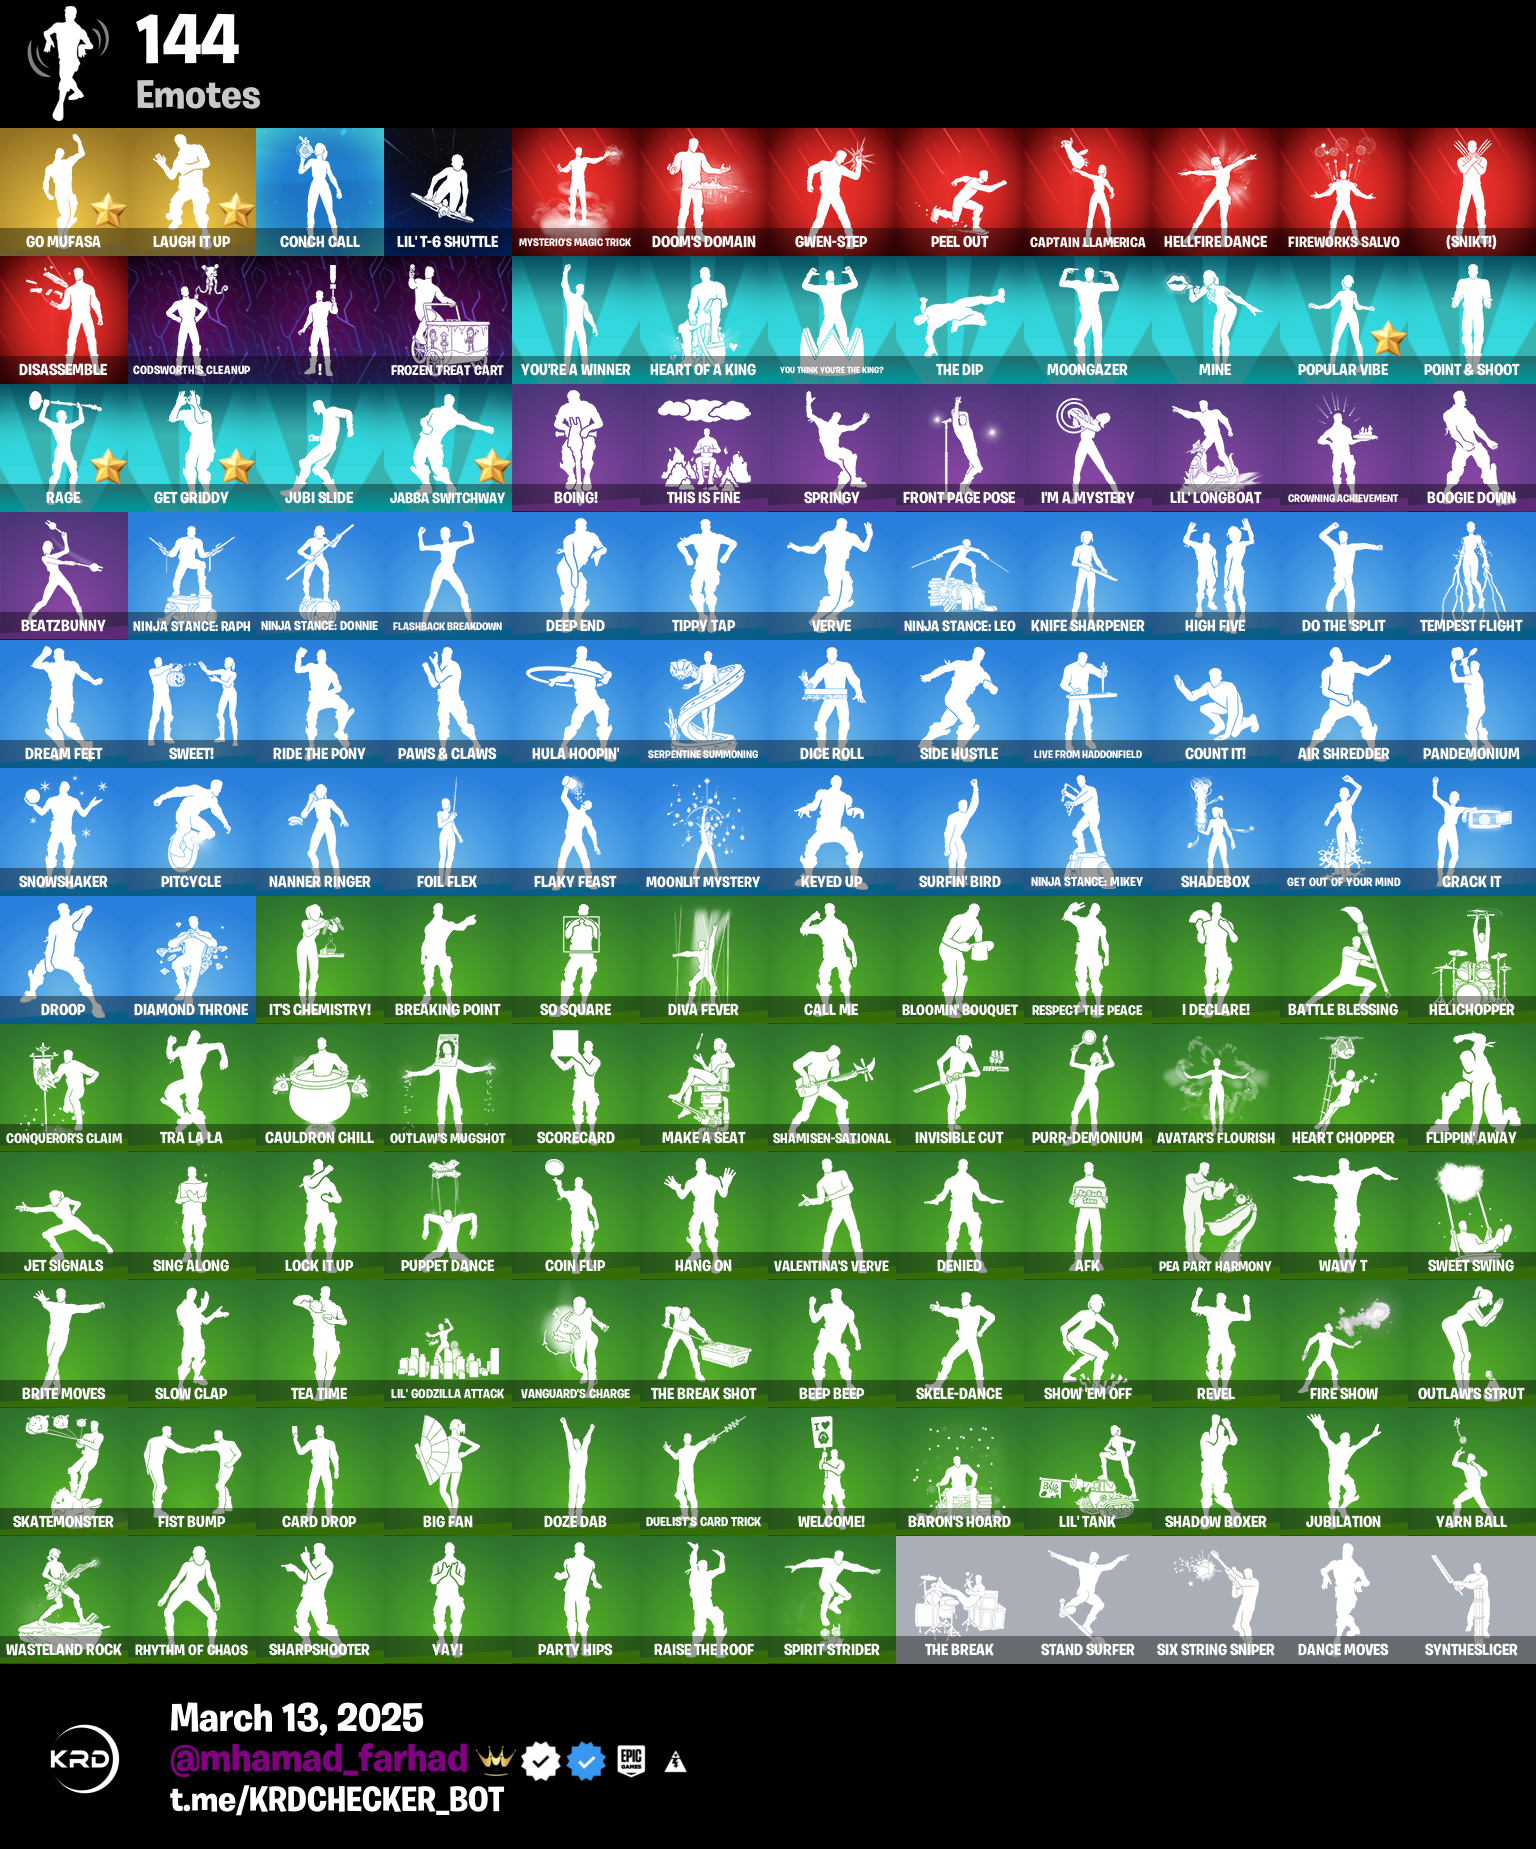 144
Emotes
GO MUFASA
LAUGH IT UP
CONCH CALL
LIL' T-6 SHUTTLE
MYSTERIO'S MAGIC TRICK
DOOM'S DOMAIN
GWEN-STEP
PEEL OUT
CAPTAIN LLAMERICA
HELLFIRE DANCE
FIREWORKS SALVO
(SNIKT!)
DISASSEMBLE
CODSWORTH'S CLEANUP
!
FROZEN TREAT CART
YOU'RE A WINNER
HEART OF A KING
YOU THINK YOU'RE THE KING?
THE DIP
MOONGAZER
MINE
POPULAR VIBE
POINT & SHOOT
RAGE
GET GRIDDY
JUBI SLIDE
JABBA SWITCHWAY
BOING!
THIS IS FINE
SPRINGY
FRONT PAGE POSE
I'M A MYSTERY
LIL' LONGBOAT
CROWNING ACHIEVEMENT
BOOGIE DOWN
BEATZBUNNY
NINJA STANCE: RAPH
NINJA STANCE: DONNIE
FLASHBACK BREAKDOWN
DEEP END
TIPPY TAP
VERVE
NINJA STANCE: LEO
KNIFE SHARPENER
HIGH FIVE
DO THE 'SPLIT
TEMPEST FLIGHT
DREAM FEET
SWEET!
RIDE THE PONY
PAWS & CLAWS
HULA HOOPIN'
SERPENTINE SUMMONING
DICE ROLL
SIDE HUSTLE
LIVE FROM HADDONFIELD
COUNT IT!
AIR SHREDDER
PANDEMONIUM
SNOWSHAKER
PITCYCLE
NANNER RINGER
FOIL FLEX
FLAKY FEAST
MOONLIT MYSTERY
KEYED UP
SURFIN' BIRD
NINJA STANCE: MIKEY
SHADEBOX
GET OUT OF YOUR MIND
CRACK IT
DROOP
DIAMOND THRONE
IT'S CHEMISTRY!
BREAKING POINT
SO SQUARE
DIVA FEVER
CALL ME
BLOOMIN' BOUQUET
RESPECT THE PEACE
I DECLARE!
BATTLE BLESSING
HELICHOPPER
CONQUEROR'S CLAIM
TRA LA LA
CAULDRON CHILL
OUTLAW'S MUGSHOT
SCORECARD
MAKE A SEAT
SHAMISEN-SATIONAL
INVISIBLE CUT
PURR-DEMONIUM
AVATAR'S FLOURISH
HEART CHOPPER
FLIPPIN' AWAY
JET SIGNALS
SING ALONG
LOCK IT UP
PUPPET DANCE
COIN FLIP
HANG ON
VALENTINA'S VERVE
DENIED
Be Back Soon
AFK
PEA PART HARMONY
WAVY T
SWEET SWING
BRITE MOVES
SLOW CLAP
TEA TIME
LIL' GODZILLA ATTACK
VANGUARD'S CHARGE
THE BREAK SHOT
BEEP BEEP
SKELE-DANCE
SHOW 'EM OFF
REVEL
FIRE SHOW
OUTLAW'S STRUT
SKATEMONSTER
FIST BUMP
CARD DROP
BIG FAN
DOZE DAB
DUELIST'S CARD TRICK
WELCOME!
BARON'S HOARD
LIL' TANK
SHADOW BOXER
JUBILATION
YARN BALL
WASTELAND ROCK
RHYTHM OF CHAOS
SHARPSHOOTER
YAY!
PARTY HIPS
RAISE THE ROOF
SPIRIT STRIDER
THE BREAK
STAND SURFER
SIX STRING SNIPER
DANCE MOVES
SYNTHESLICER
March 13, 2025
@mhamad_farhad
EPIC GAMES
KRD
t.me/KRDCHECKER_BOT